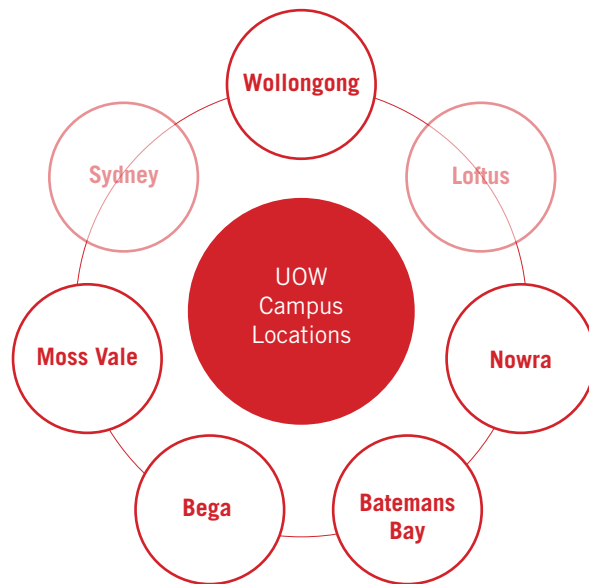 Wollongong
Sydney
Loftus
UOW
Campus
Locations
Moss Vale
Nowra
Bega
Batemans
Bay